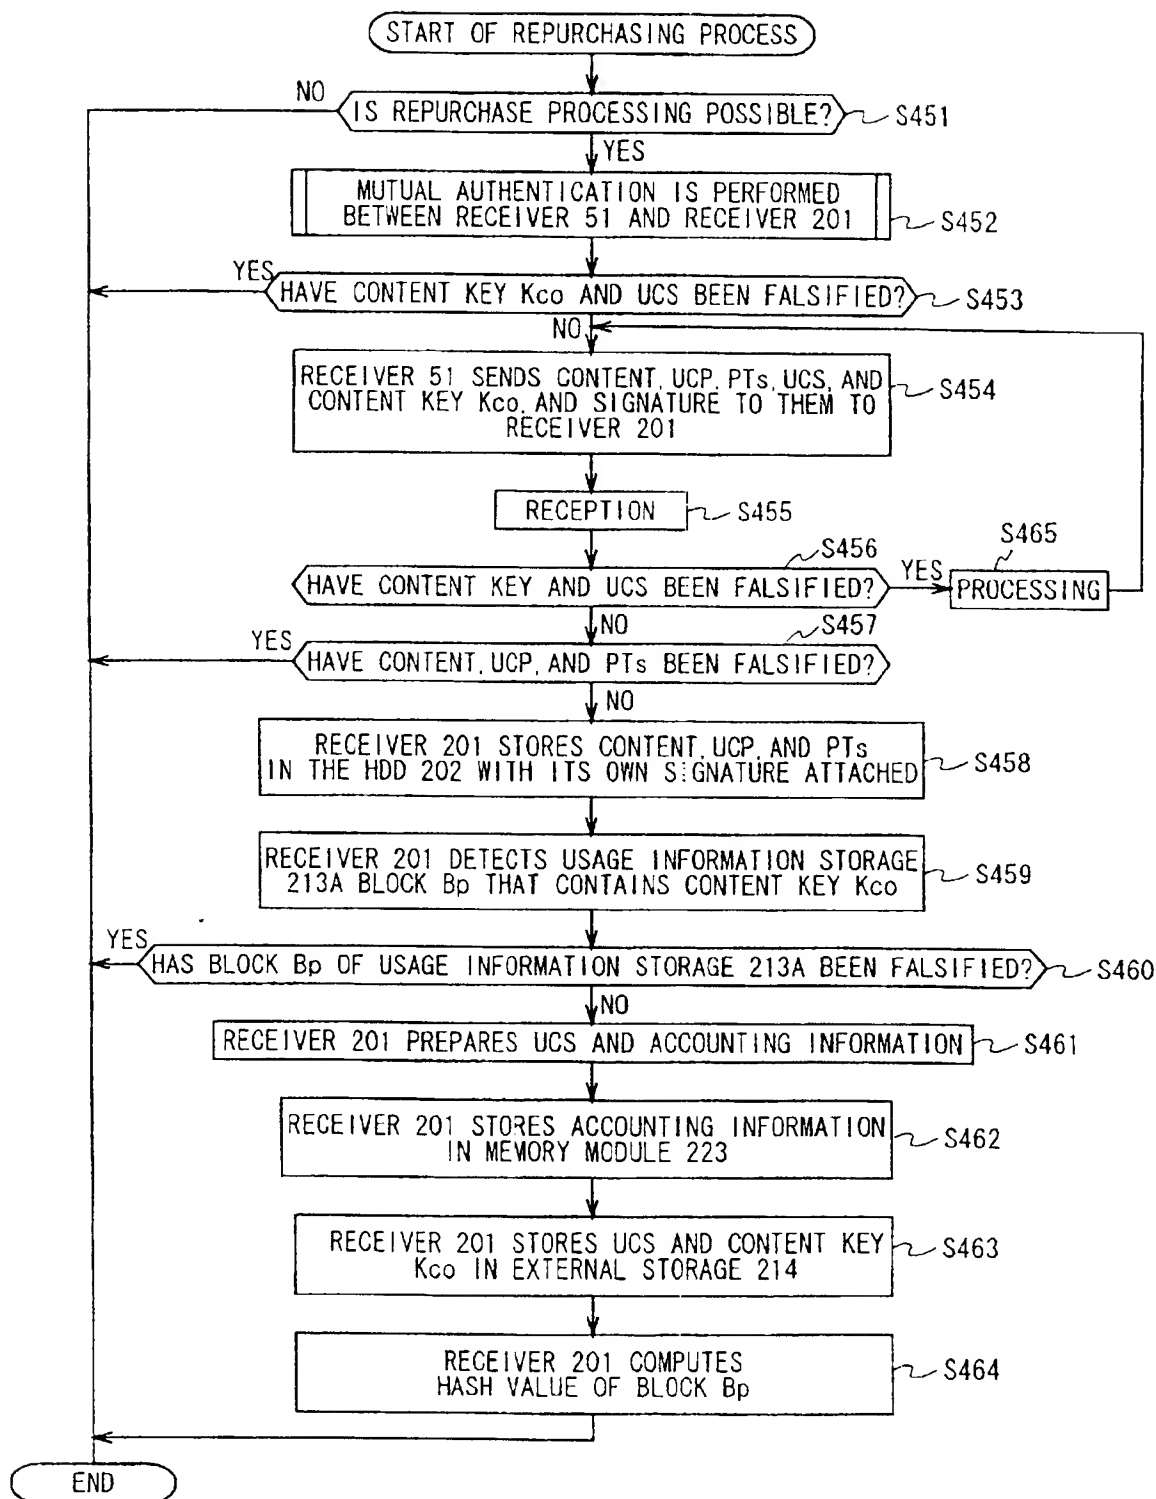 START OF REPURCHASING PROCESS
NO
IS REPURCHASE PROCESSING POSSIBLE?
S451
YES
MUTUAL AUTHENTICATION IS PERFORMED
BETWEEN RECEIVER 51 AND RECEIVER 201
S452
YES
HAVE CONTENT KEY Kco AND UCS BEEN FALSIFIED?
S453
NO
RECEIVER 51 SENDS CONTENT, UCP, PTs, UCS, AND
CONTENT KEY Kco, AND SIGNATURE TO THEM TO
RECEIVER 201
S454
RECEPTION
S455
S456
HAVE CONTENT KEY AND UCS BEEN FALSIFIED?
YES
S465
PROCESSING
NO
S457
YES
HAVE CONTENT, UCP, AND PTs BEEN FALSIFIED?
NO
RECEIVER 201 STORES CONTENT, UCP, AND PTs
IN THE HDD 202 WITH ITS OWN SIGNATURE ATTACHED
S458
RECEIVER 201 DETECTS USAGE INFORMATION STORAGE
213A BLOCK Bp THAT CONTAINS CONTENT KEY Kco
S459
YES
HAS BLOCK Bp OF USAGE INFORMATION STORAGE 213A BEEN FALSIFIED?
S460
NO
RECEIVER 201 PREPARES UCS AND ACCOUNTING INFORMATION
S461
RECEIVER 201 STORES ACCOUNTING INFORMATION
IN MEMORY MODULE 223
S462
RECEIVER 201 STORES UCS AND CONTENT KEY
Kco IN EXTERNAL STORAGE 214
S463
RECEIVER 201 COMPUTES
HASH VALUE OF BLOCK Bp
S464
END